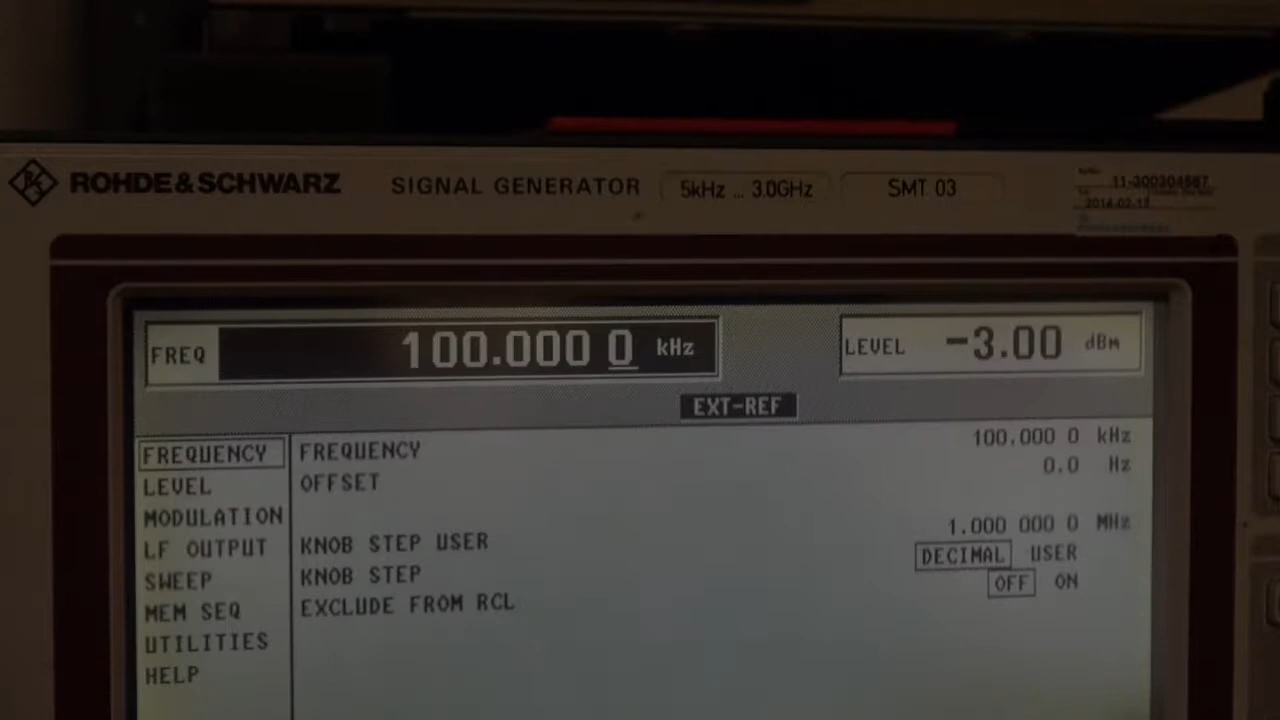 ROHDE&SCHWARZ SIGNAL GENERATOR 5kHz ... 3.0GHz SMT 03
11-300304567
2014-02-17
FREQ 100.000 0 kHz LEVEL -3.00 dBm
EXT-REF
FREQUENCY FREQUENCY 100.000 0 kHz
LEVEL OFFSET 0.0 Hz
MODULATION
LF OUTPUT KNOB STEP USER 1.000 000 0 MHz
SWEEP KNOB STEP DECIMAL USER
MEM SEQ EXCLUDE FROM RCL OFF ON
UTILITIES
HELP